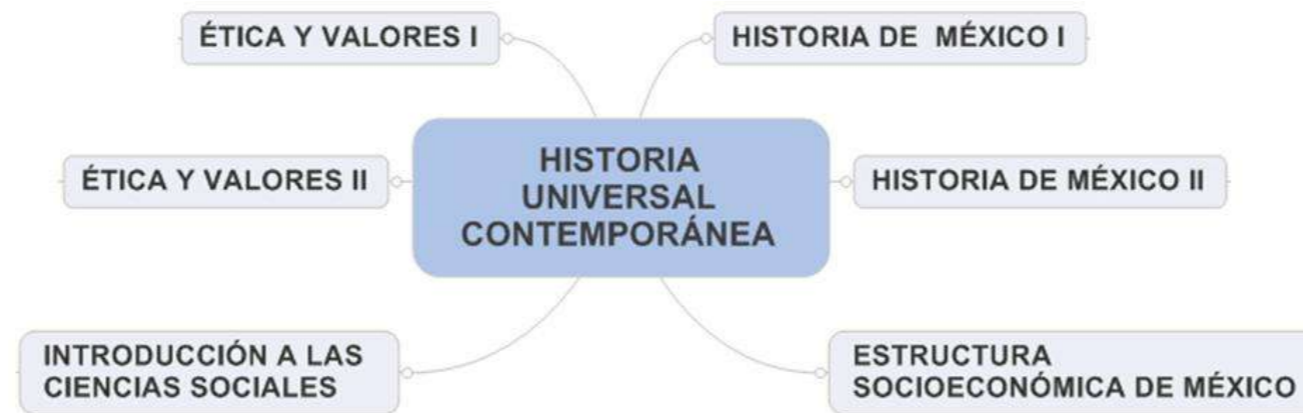 ÉTICA Y VALORES I
HISTORIA DE MÉXICO I
HISTORIA
UNIVERSAL
CONTEMPORÁNEA
ÉTICA Y VALORES II
HISTORIA DE MÉXICO II
INTRODUCCIÓN A LAS
CIENCIAS SOCIALES
ESTRUCTURA
SOCIOECONÓMICA DE MÉXICO